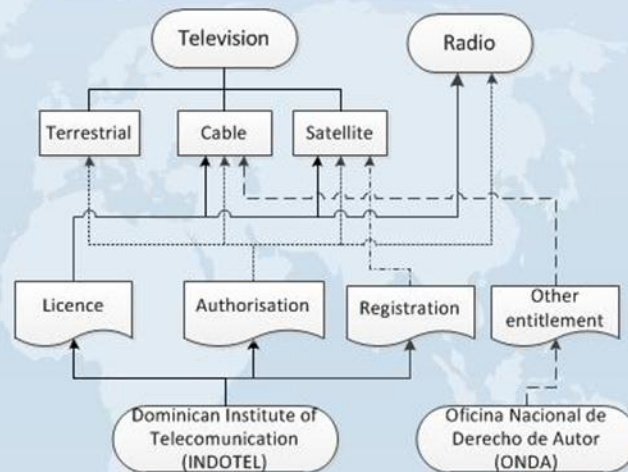 Television
Radio
Terrestrial
Cable
Satellite
Licence
Authorisation
Registration
Other
entitlement
Dominican Institute of
Telecomunication
(INDOTEL)
Oficina Nacional de
Derecho de Autor
(ONDA)